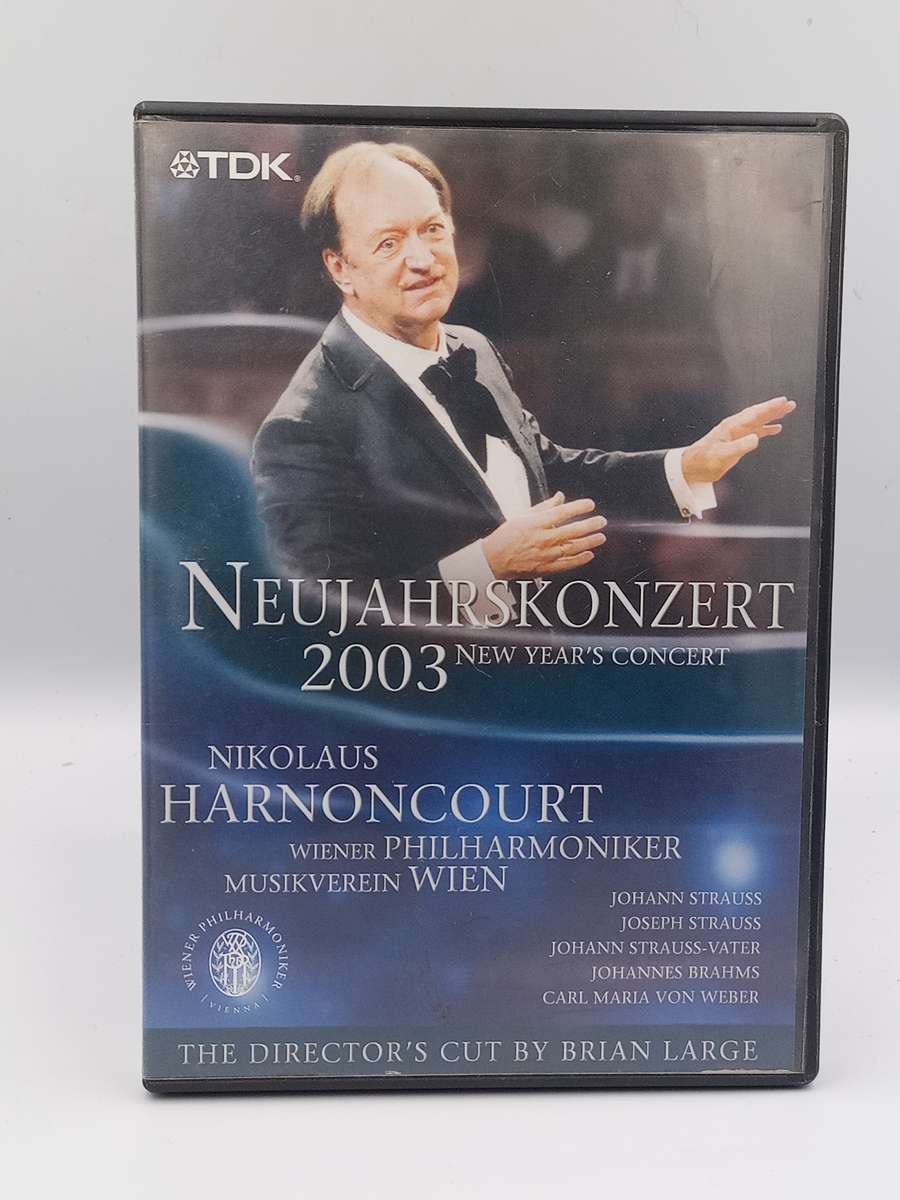 TDK®
NEUJAHRSKONZERT
2003 NEW YEAR'S CONCERT
NIKOLAUS
HARNONCOURT
WIENER PHILHARMONIKER
MUSIKVEREIN WIEN
JOHANN STRAUSS
JOSEPH STRAUSS
JOHANN STRAUSS-VATER
JOHANNES BRAHMS
CARL MARIA VON WEBER
WIENER PHILHARMONIKER
VIENNA
THE DIRECTOR'S CUT BY BRIAN LARGE